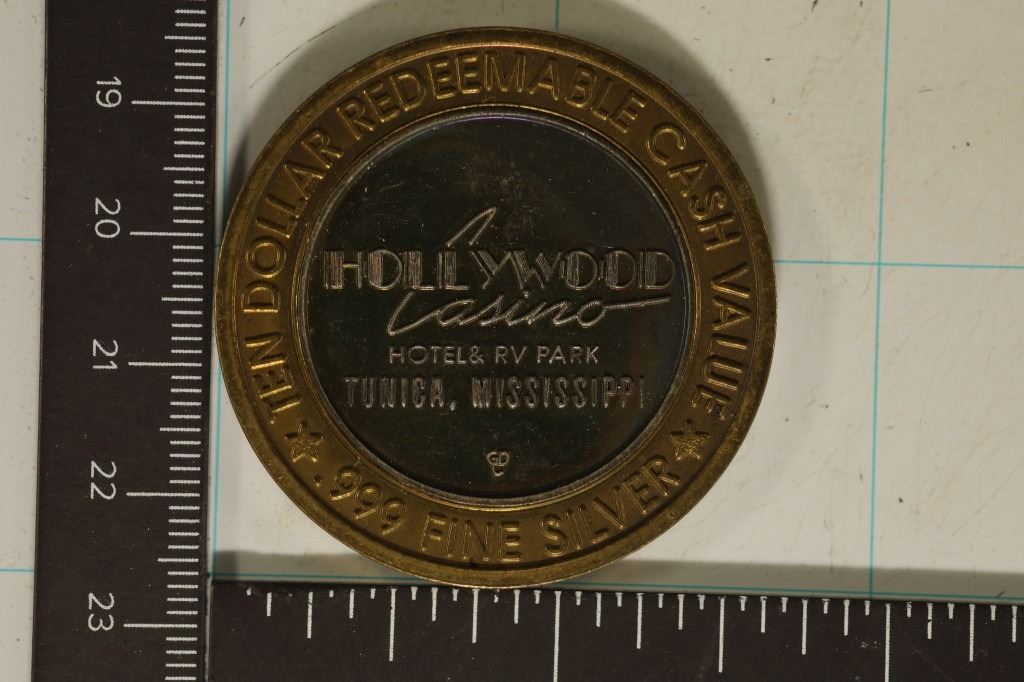 TEN DOLLAR REDEEMABLE CASH VALUE
HOLLYWOOD
Casino
HOTEL & RV PARK
TUNICA, MISSISSIPPI
GDC
.999 FINE SILVER
19
20
21
22
23